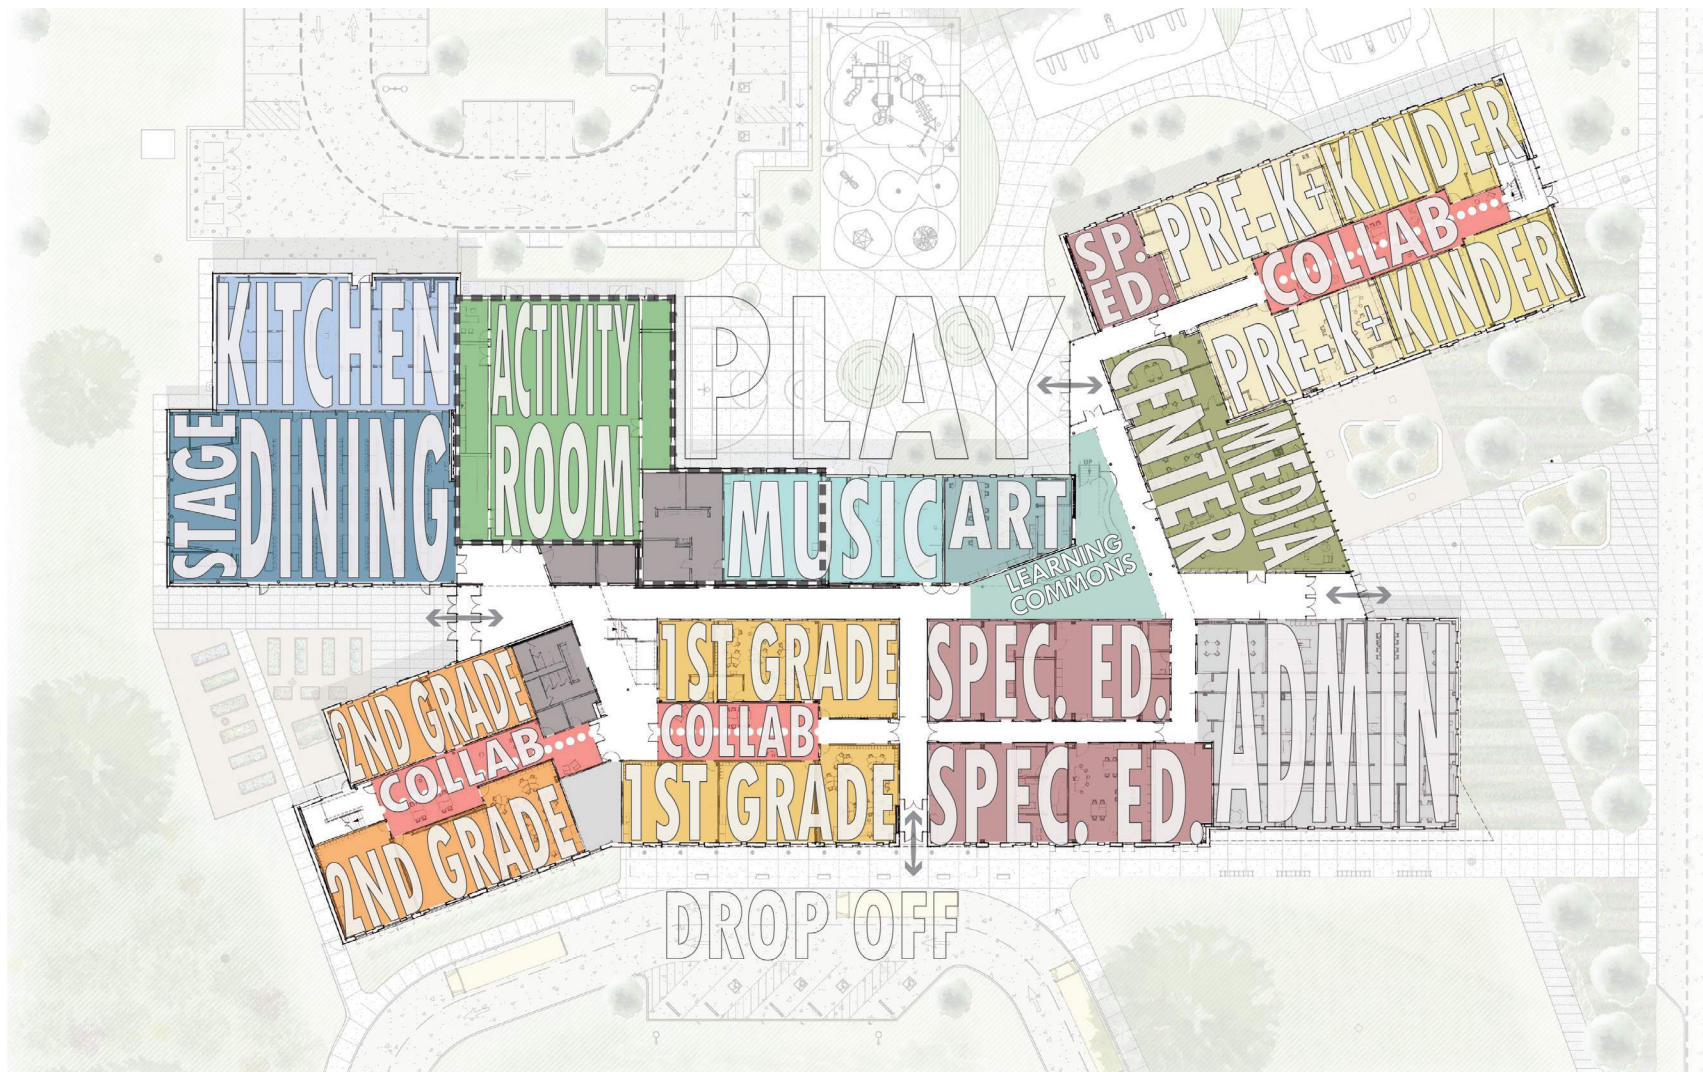 PRE-K+KINDER
SP.
ED.
COLLAB
PRE-K+KINDER
KITCHEN
ACTIVITY
ROOM
PLAY
CENTER
MEDIA
STAGE
DINING
MUSIC
ART
UP
LEARNING
COMMONS
1ST GRADE
SPEC. ED.
ADMIN
2ND GRADE
COLLAB
COLLAB
1ST GRADE
SPEC. ED.
2ND GRADE
DROP OFF